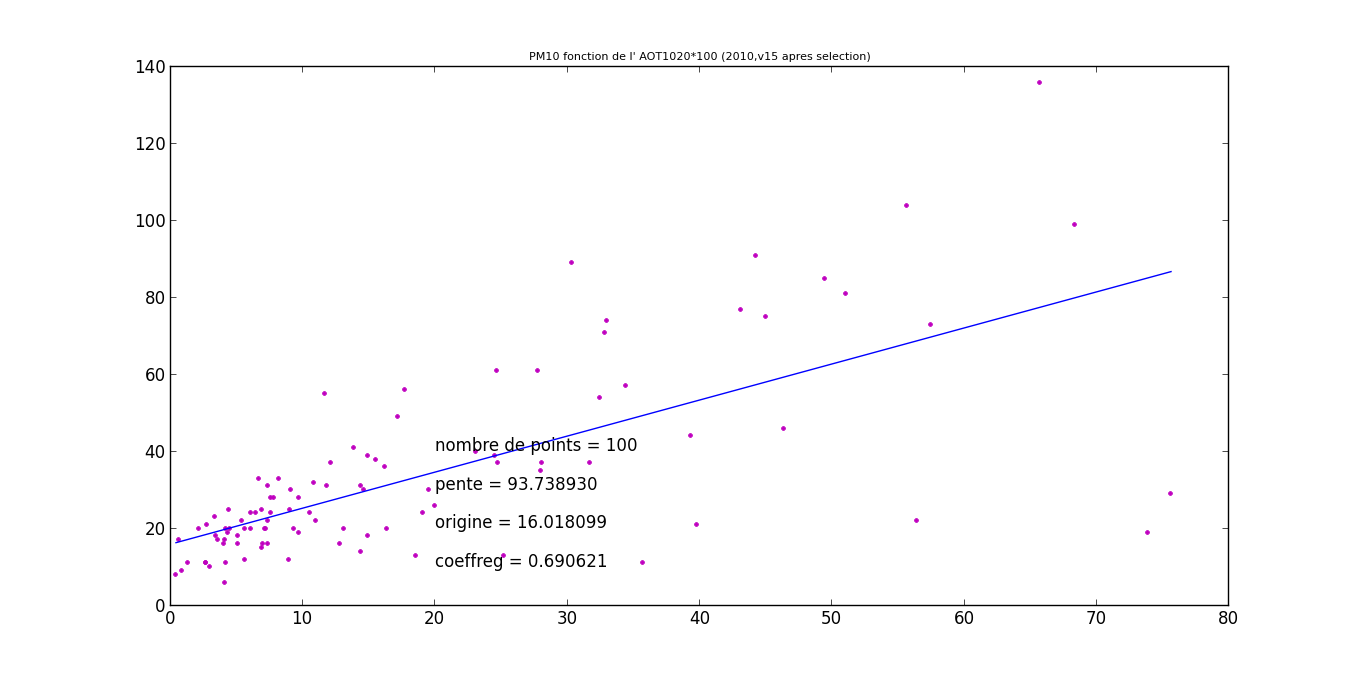 PM10 fonction de l' AOT1020*100 (2010,v15 apres selection)
140
120
100
80
60
40
20
0
nombre de points = 100
pente = 93.738930
origine = 16.018099
coeffreg = 0.690621
0 10 20 30 40 50 60 70 80